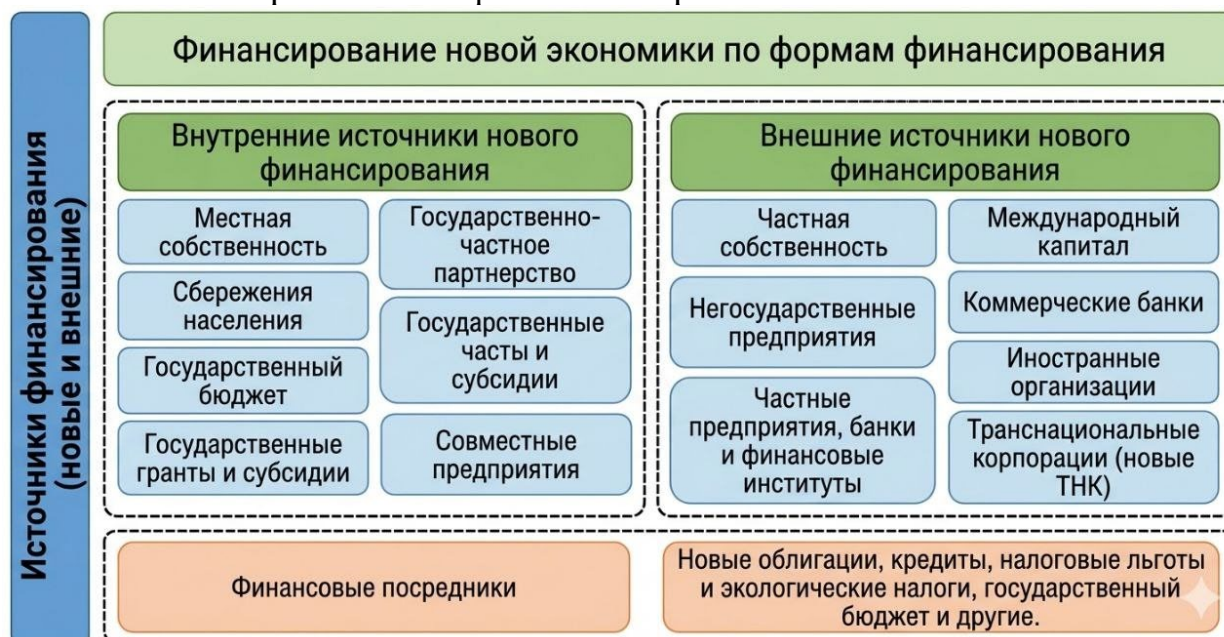 Финансирование новой экономики по формам финансирования
Источники финансирования
(новые и внешние)
Внутренние источники нового
финансирования
Местная
собственность
Сбережения
населения
Государственный
бюджет
Государственные
гранты и субсидии
Государственно-
частное
партнерство
Государственные
часты и
субсидии
Совместные
предприятия
Внешние источники нового
финансирования
Частная
собственность
Негосударственные
предприятия
Частные
предприятия, банки
и финансовые
институты
Международный
капитал
Коммерческие банки
Иностранные
организации
Транснациональные
корпорации (новые
ТНК)
Финансовые посредники
Новые облигации, кредиты, налоговые льготы
и экологические налоги, государственный
бюджет и другие.